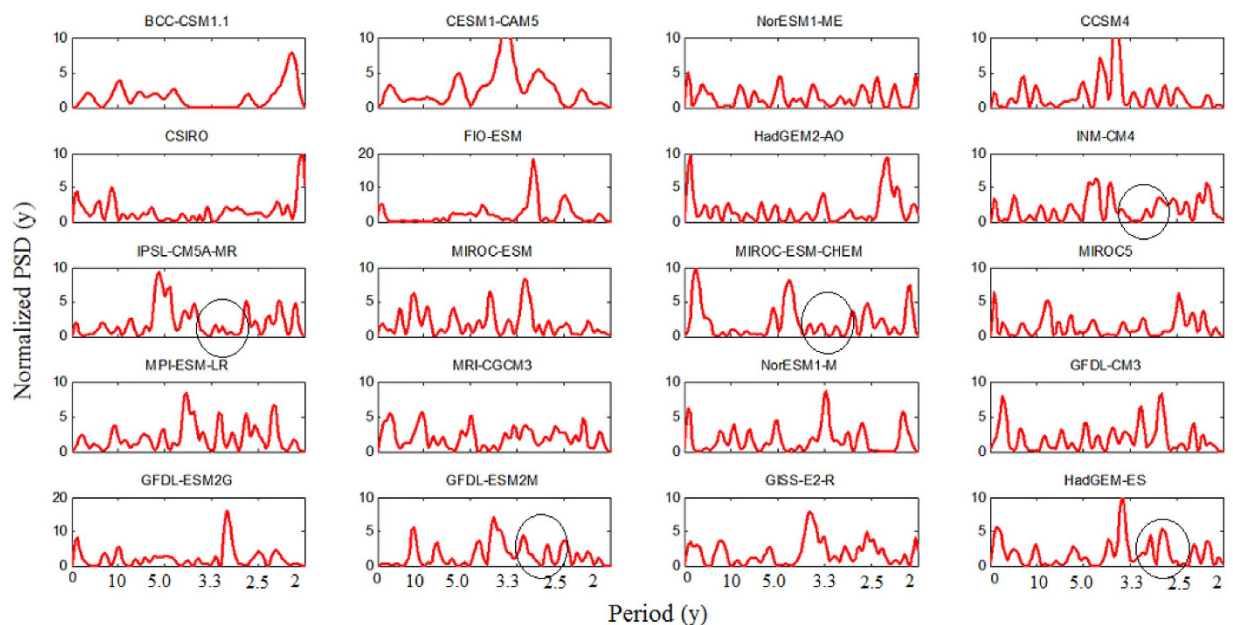 BCC-CSM1.1 CESM1-CAM5 NorESM1-ME CCSM4
10 10 10 10
5 5 5 5
0 0 0 0
CSIRO FIO-ESM HadGEM2-AO INM-CM4
10 20 10 10
5 10 5 5
0 0 0 0
IPSL-CM5A-MR MIROC-ESM MIROC-ESM-CHEM MIROC5
10 10 10 10
5 5 5 5
0 0 0 0
MPI-ESM-LR MRI-CGCM3 NorESM1-M GFDL-CM3
10 10 10 10
5 5 5 5
0 0 0 0
GFDL-ESM2G GFDL-ESM2M GISS-E2-R HadGEM-ES
20 10 10 10
10 5 5 5
0 0 0 0
0 10 5.0 3.3 2.5 2 0 10 5.0 3.3 2.5 2 0 10 5.0 3.3 2.5 2 0 10 5.0 3.3 2.5 2
Normalized PSD (y)
Period (y)